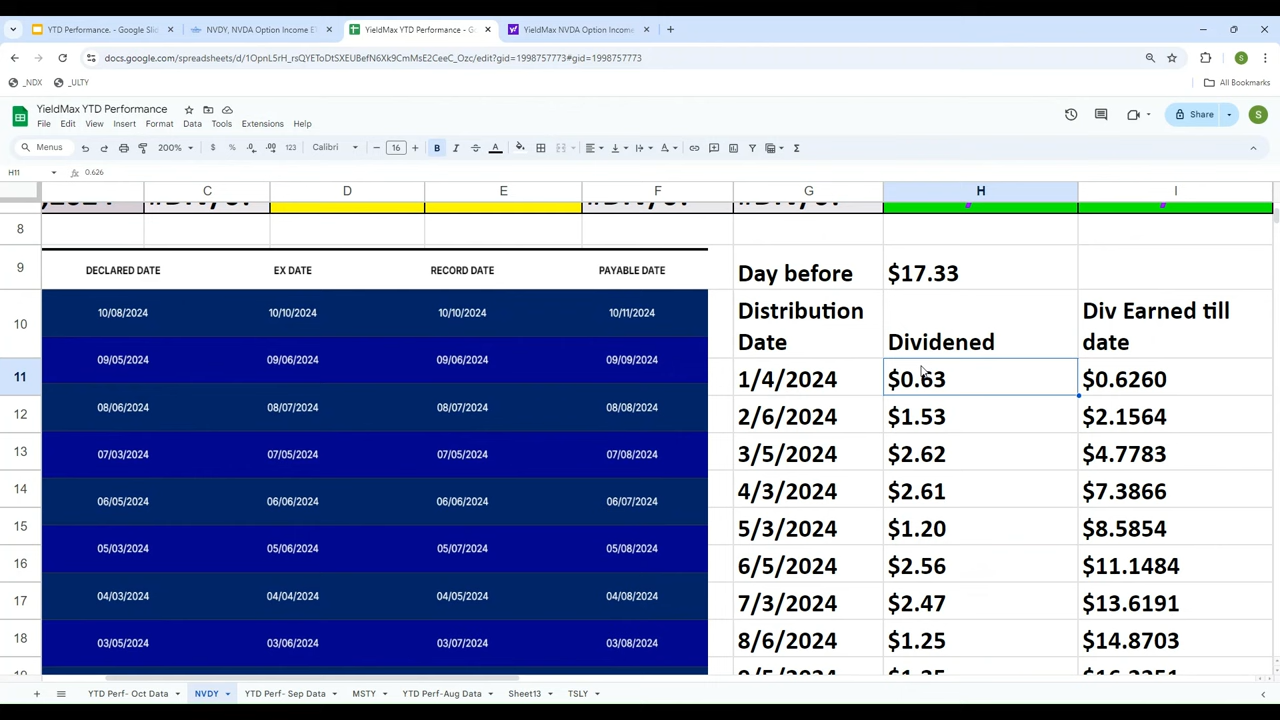 YTD Performance. - Google Slid
NVDY, NVDA Option Income E
YieldMax YTD Performance - G
YieldMax NVDA Option Income
docs.google.com/spreadsheets/d/1OpnL5rH_rsQYEToDtSXEUBefN6Xk9CmMsE2CeeC_Ozc/edit?gid=1998757773#gid=1998757773
_NDX
_ULTY
All Bookmarks
YieldMax YTD Performance
File Edit View Insert Format Data Tools Extensions Help
Share
S
Menus
200%
$ % .0 .00 123
Calibri
16
B I A
H11
0.626
C D E F G H I
8
9 DECLARED DATE EX DATE RECORD DATE PAYABLE DATE Day before $17.33
10 10/08/2024 10/10/2024 10/10/2024 10/11/2024 Distribution Date Dividened Div Earned till date
09/05/2024 09/06/2024 09/06/2024 09/09/2024
11 1/4/2024 $0.63 $0.6260
12 08/06/2024 08/07/2024 08/07/2024 08/08/2024 2/6/2024 $1.53 $2.1564
13 07/03/2024 07/05/2024 07/05/2024 07/08/2024 3/5/2024 $2.62 $4.7783
14 06/05/2024 06/06/2024 06/06/2024 06/07/2024 4/3/2024 $2.61 $7.3866
15 05/03/2024 05/06/2024 05/07/2024 05/08/2024 5/3/2024 $1.20 $8.5854
16 6/5/2024 $2.56 $11.1484
17 04/03/2024 04/04/2024 04/05/2024 04/08/2024 7/3/2024 $2.47 $13.6191
18 03/05/2024 03/06/2024 03/07/2024 03/08/2024 8/6/2024 $1.25 $14.8703
YTD Perf- Oct Data NVDY YTD Perf- Sep Data MSTY YTD Perf-Aug Data Sheet13 TSLY